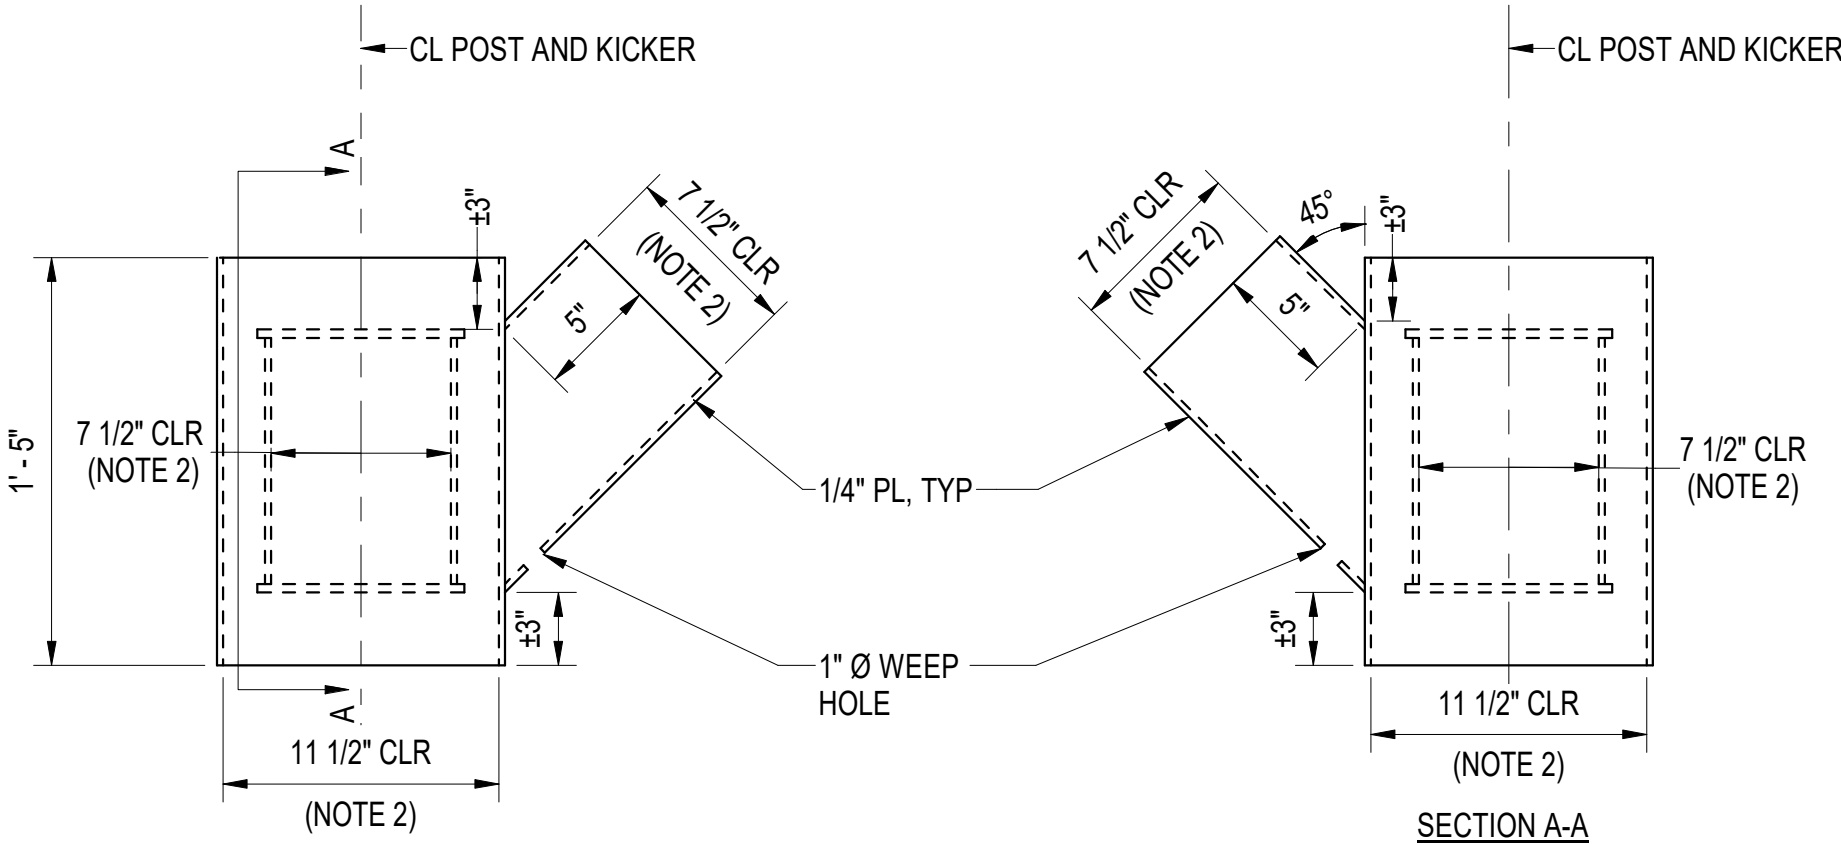 CL POST AND KICKER
CL POST AND KICKER
A
±3"
7 1/2" CLR
(NOTE 2)
5"
7 1/2" CLR
(NOTE 2)
45°
±3"
5"
1' - 5"
7 1/2" CLR
(NOTE 2)
1/4" PL, TYP
7 1/2" CLR
(NOTE 2)
±3"
±3"
1" Ø WEEP
HOLE
A
11 1/2" CLR
(NOTE 2)
11 1/2" CLR
(NOTE 2)
SECTION A-A